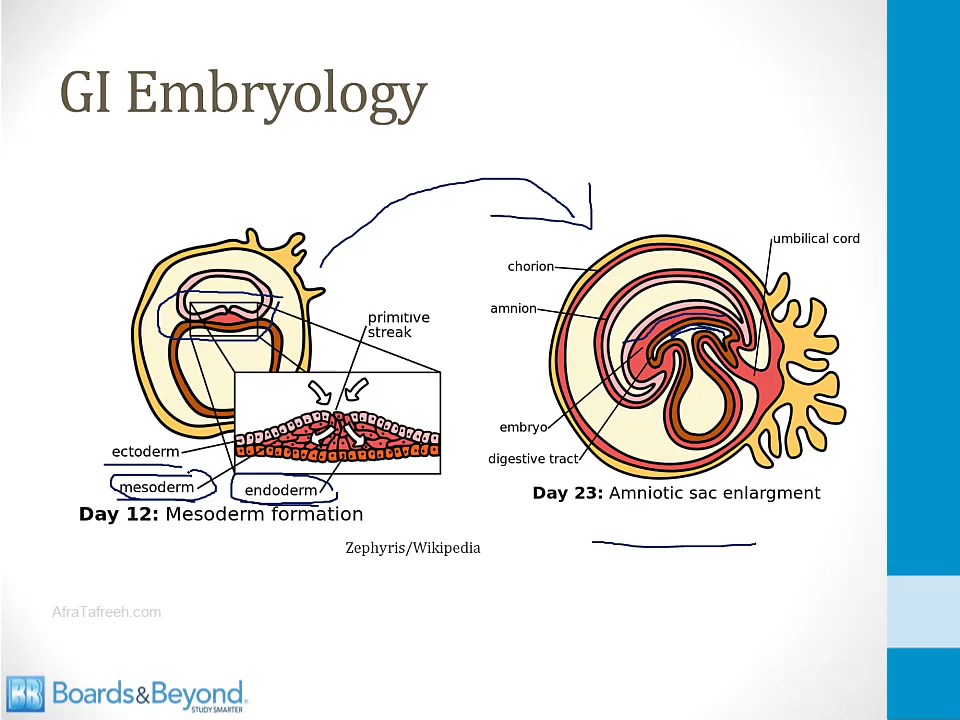 GI Embryology
umbilical cord
chorion
amnion
primitive
streak
embryo
ectoderm
digestive tract
mesoderm
endoderm
Day 23: Amniotic sac enlargment
Day 12: Mesoderm formation
Zephyris/Wikipedia
AfraTafreeh.com
BB Boards&Beyond.
STUDY SMARTER